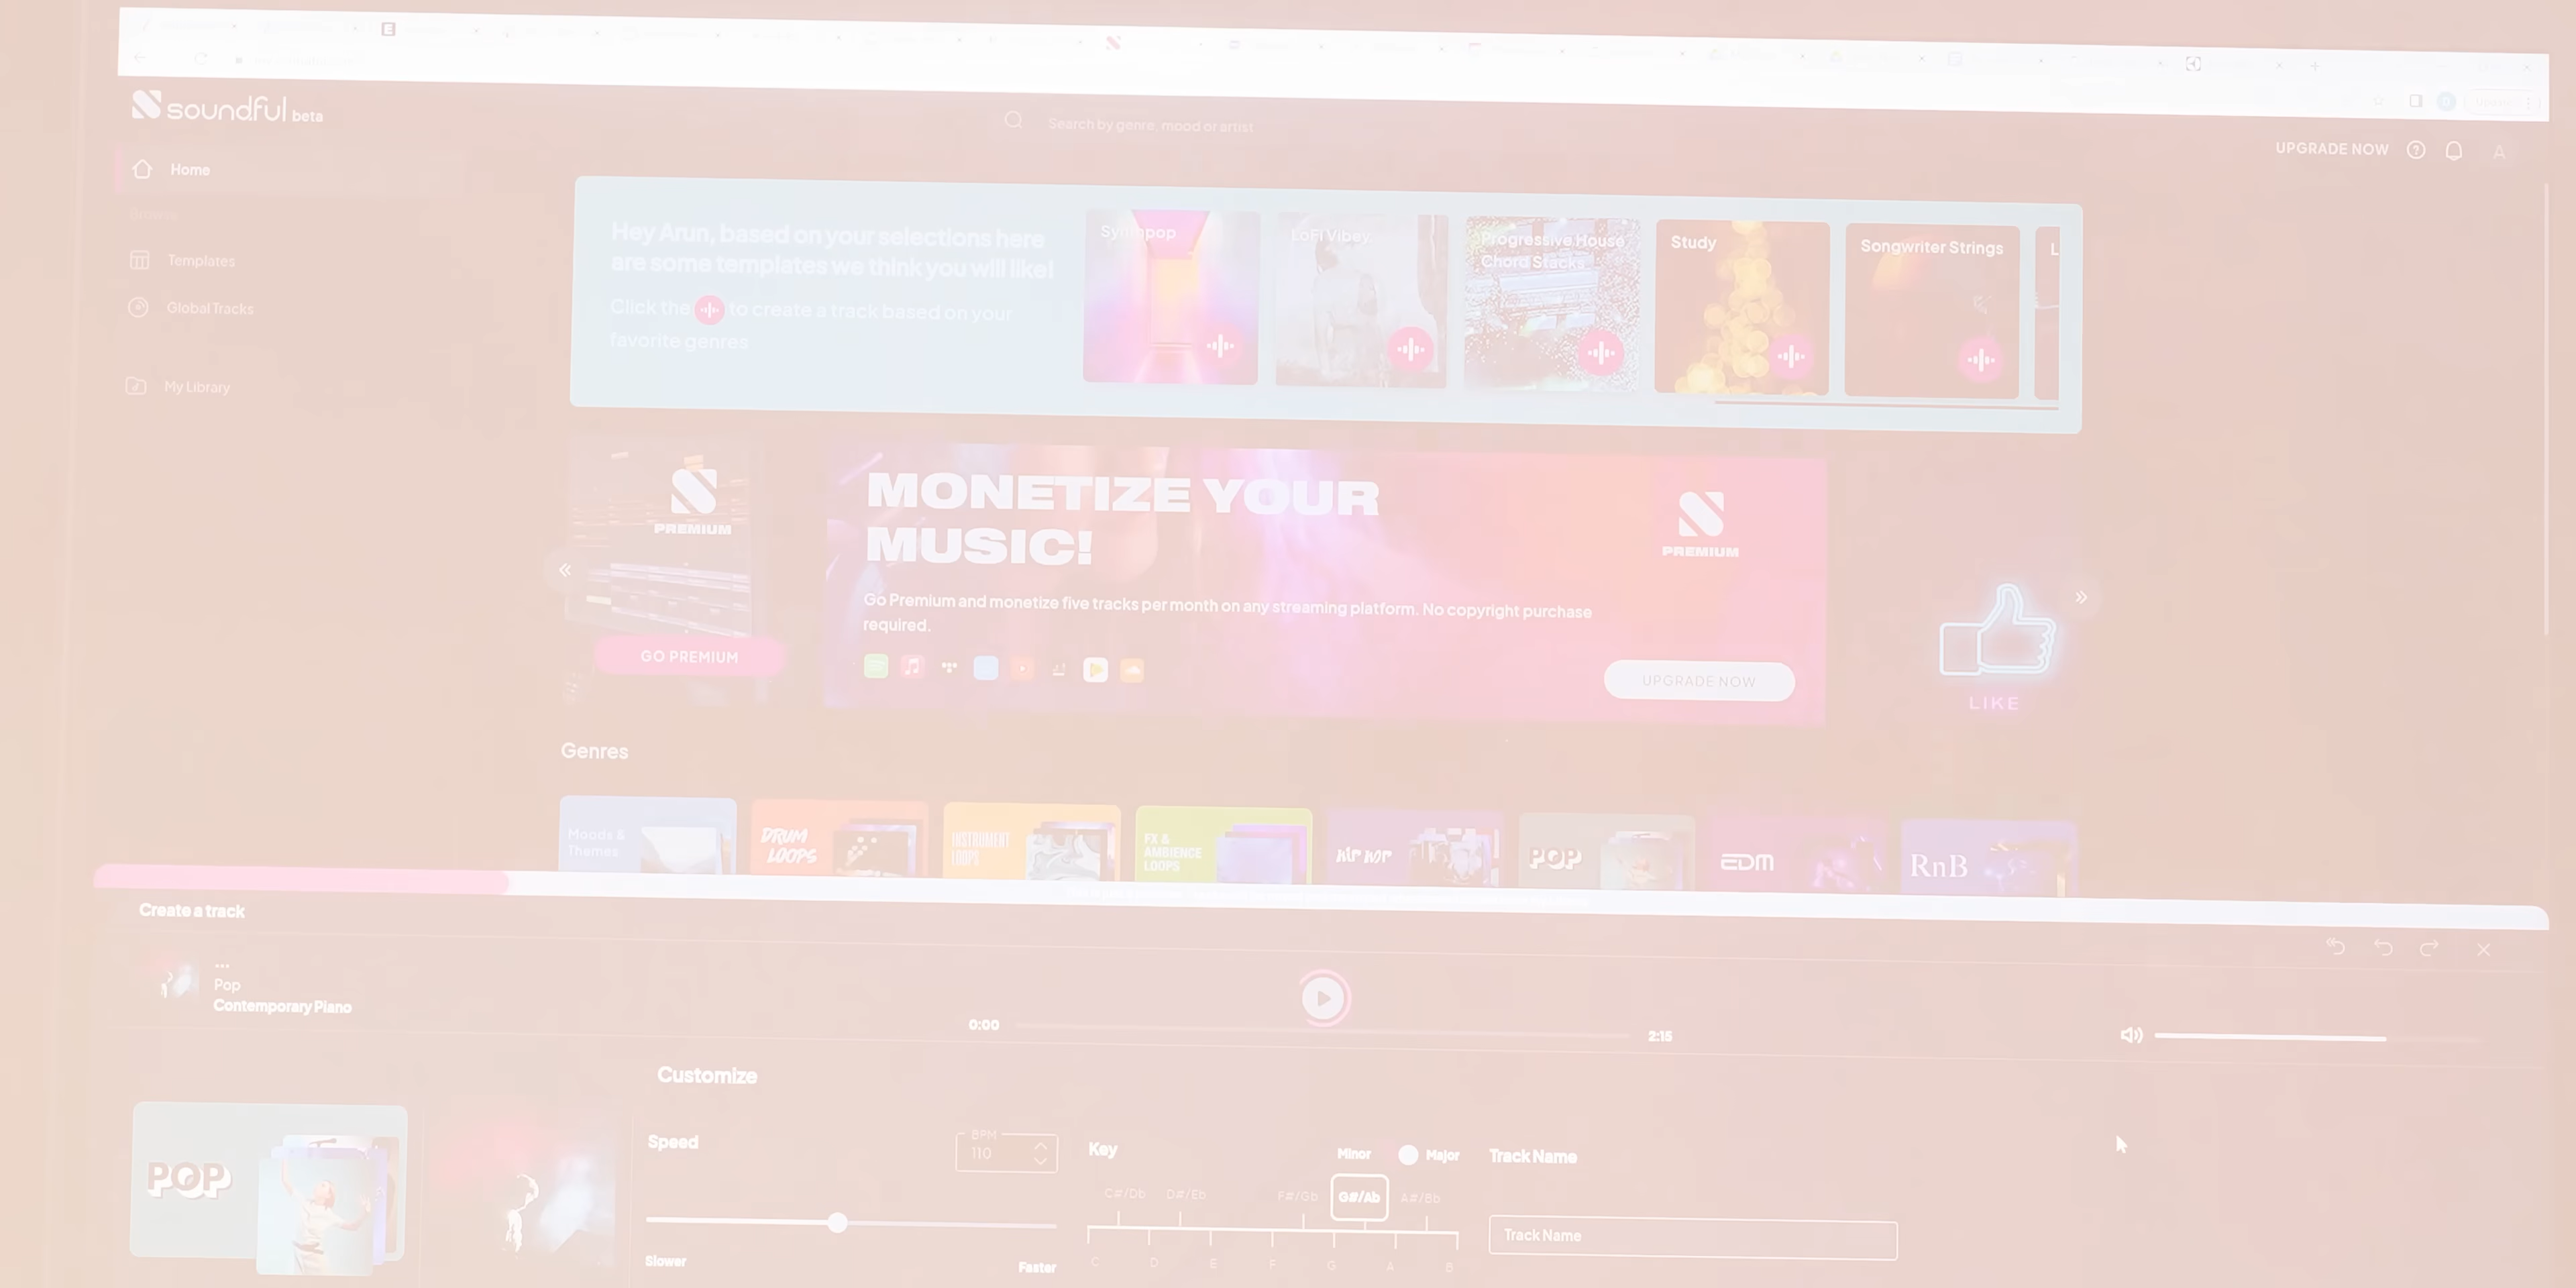 soundful beta
Search by genre, mood or artist
UPGRADE NOW
A
Home
Browse
Templates
Global Tracks
My Library
Hey Arun, based on your selections here
are some templates we think you will like!
Click the to create a track based on your
favorite genres
Synthpop
LoFi Vibey
Progressive House
Chord Stacks
Study
Songwriter Strings
L
PREMIUM
GO PREMIUM
MONETIZE YOUR
MUSIC!
Go Premium and monetize five tracks per month on any streaming platform. No copyright purchase
required.
PREMIUM
UPGRADE NOW
LIKE
Genres
Moods &
Themes
DRUM
LOOPS
INSTRUMENT
LOOPS
FX &
AMBIENCE
LOOPS
HIP HOP
POP
EDM
RnB
Create a track
...
Pop
Contemporary Piano
0:00
2:15
Customize
POP
Speed
BPM
110
Slower
Faster
Key
Minor
Major
C#/Db
D#/Eb
F#/Gb
G#/Ab
A#/Bb
C
D
E
F
G
A
B
Track Name
Track Name